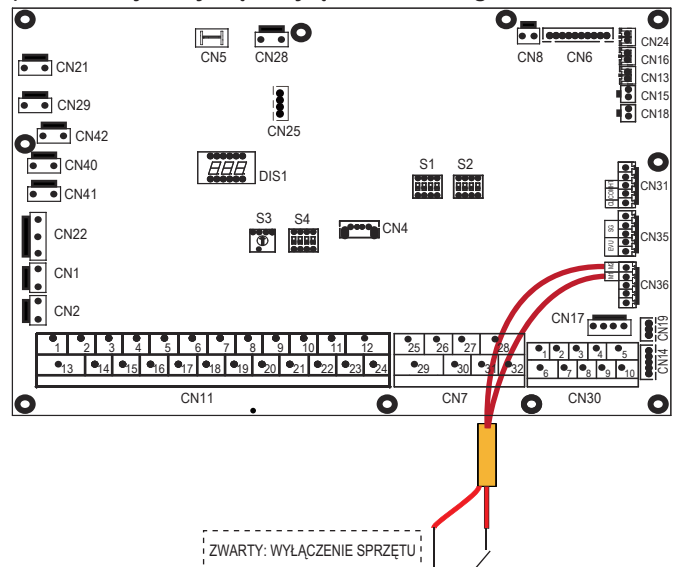 CN5
CN28
CN8
CN6
CN24
CN16
CN13
CN15
CN18
CN21
CN29
CN42
CN40
CN41
CN25
DIS1
S1
S2
S3
S4
CN4
CN31
CN35
SG
EVU
M2
M1
CN36
CN22
CN1
CN2
CN17
CN19
CN14
1 2 3 4 5 6 7 8 9 10 11 12
13 14 15 16 17 18 19 20 21 22 23 24
CN11
25 26 27 28
29 30 31 32
CN7
1 2 3 4 5
6 7 8 9 10
CN30
ZWARTY: WYŁĄCZENIE SPRZĘTU